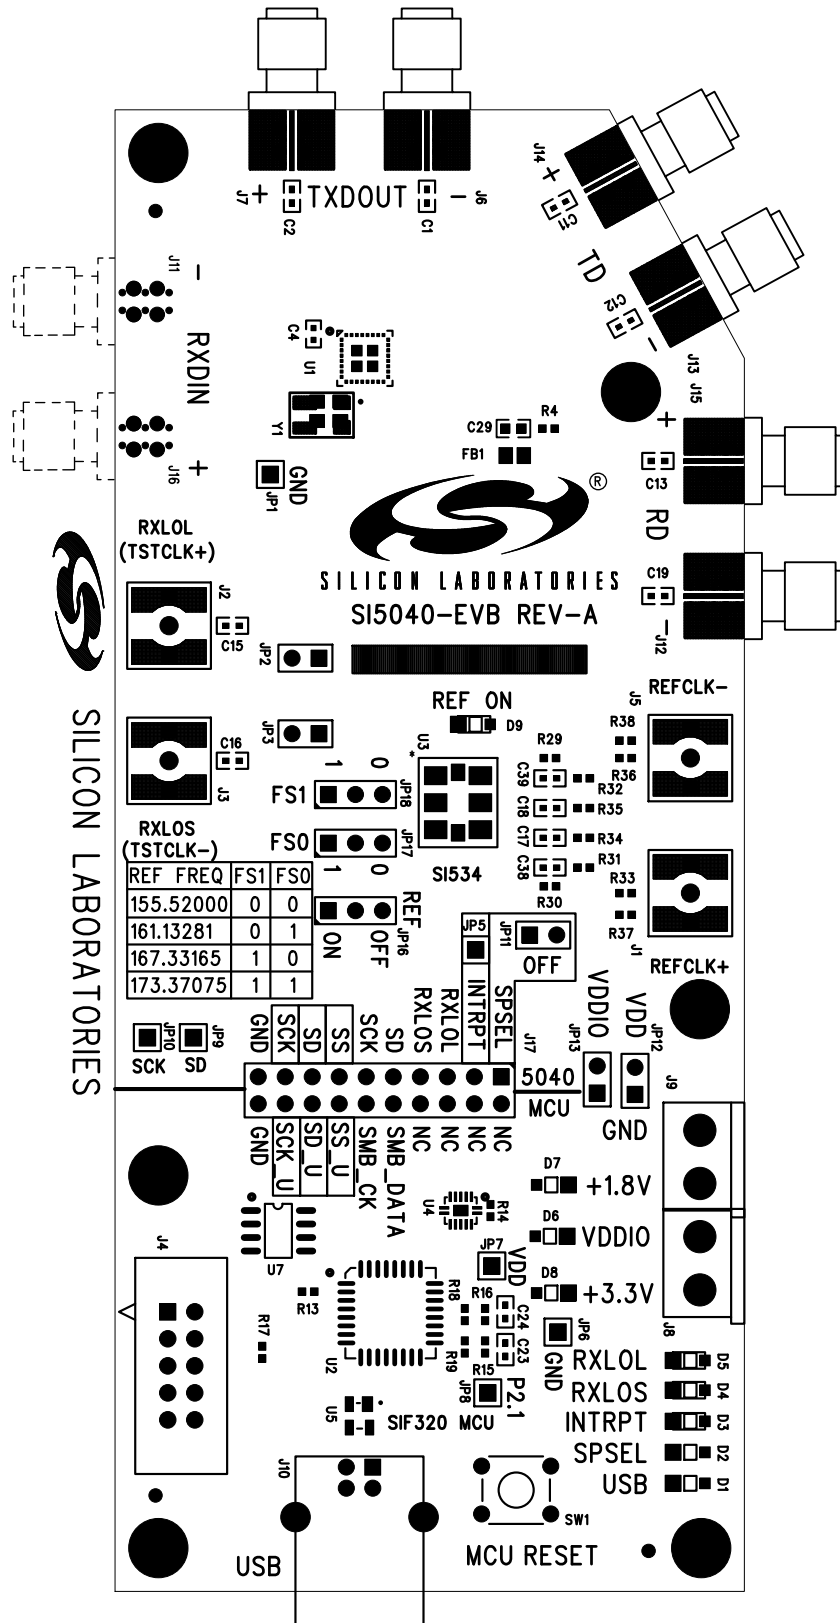 J7
+
TXDOUT
-
J6
C2
C1
J14
+
C11
TD
C12
-
J13
J11
-
RXDIN
+
J16
C4
U1
Y1
GND
JP1
C29
R4
FB1
J15
+
C13
RD
C19
-
J12
®
SILICON LABORATORIES
SI5040-EVB REV-A
RXLOL
(TSTCLK+)
J2
C15
JP2
SILICON LABORATORIES
C16
J3
JP3
RXLOS
(TSTCLK-)
REF ON
D9
U3
*
SI534
1 0
FS1
JP18
FS0
JP17
1 0
REF
ON
OFF
JP16
R29
C39
R32
C18
R35
C17
R34
C38
R31
R30
REFCLK-
J5
R38
R36
R33
R37
J1
REFCLK+
REF FREQ FS1 FS0
155.52000 0 0
161.13281 0 1
167.33165 1 0
173.37075 1 1
JP5
JP11
OFF
JP10
SCK
JP9
SD
GND
SCK
SD
SS
SCK
SD
RXLOS
RXLOL
INTRPT
SPSEL
J17
5040
MCU
GND
SCK_U
SD_U
SS_U
SMB_CK
SMB_DATA
NC
NC
NC
NC
VDDIO
JP13
VDD
JP12
J9
GND
D7
+1.8V
D6
VDDIO
D8
+3.3V
J8
U7
U4
R14
JP7
VDD
J4
R13
R17
U2
R18
R16
C24
R19
R15
C23
JP6
GND
JP8
P2.1
U5
SIF320 MCU
RXLOL
D5
RXLOS
D4
INTRPT
D3
SPSEL
D2
USB
D1
J10
USB
SW1
MCU RESET